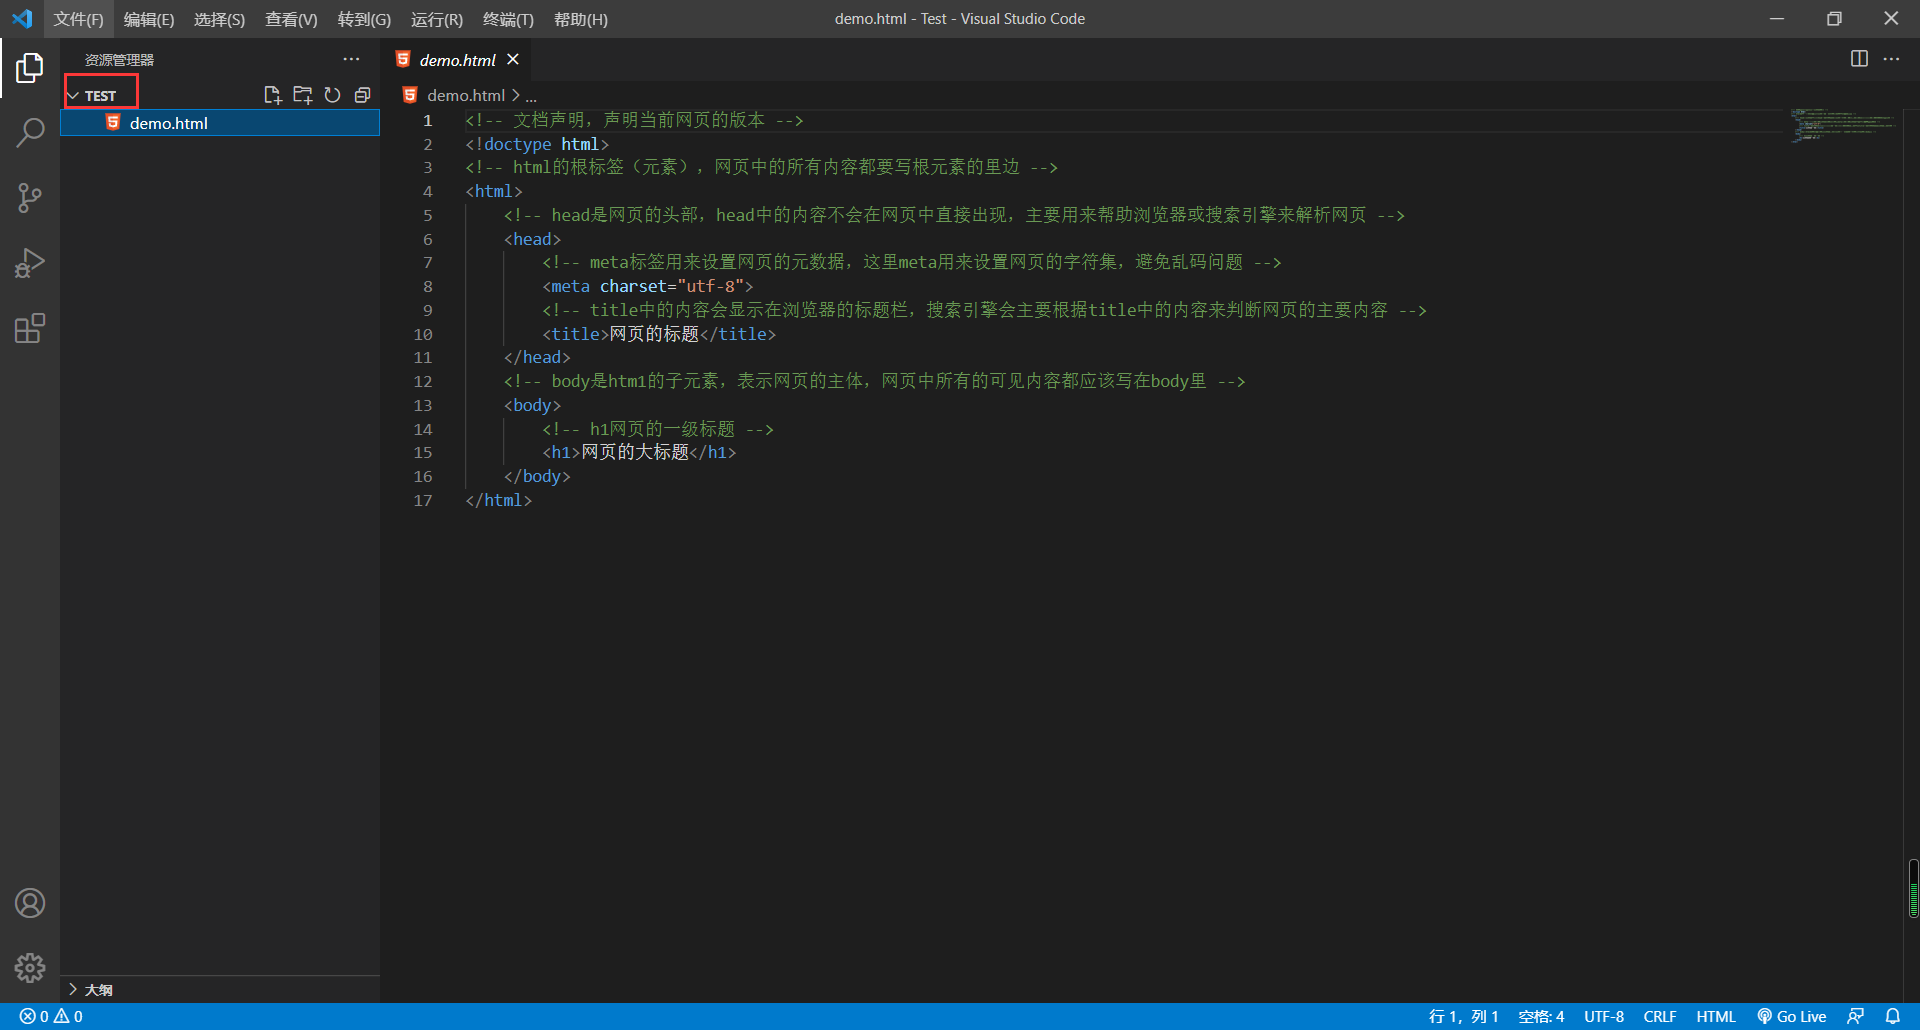 文件(F) 编辑(E) 选择(S) 查看(V) 转到(G) 运行(R) 终端(T) 帮助(H) demo.html - Test - Visual Studio Code
资源管理器
TEST
demo.html
大纲
demo.html
demo.html > ...
1 <!-- 文档声明，声明当前网页的版本 -->
2 <!doctype html>
3 <!-- html的根标签（元素），网页中的所有内容都要写根元素的里边 -->
4 <html>
5 <!-- head是网页的头部，head中的内容不会在网页中直接出现，主要用来帮助浏览器或搜索引擎来解析网页 -->
6 <head>
7 <!-- meta标签用来设置网页的元数据，这里meta用来设置网页的字符集，避免乱码问题 -->
8 <meta charset="utf-8">
9 <!-- title中的内容会显示在浏览器的标题栏，搜索引擎会主要根据title中的内容来判断网页的主要内容 -->
10 <title>网页的标题</title>
11 </head>
12 <!-- body是htm1的子元素，表示网页的主体，网页中所有的可见内容都应该写在body里 -->
13 <body>
14 <!-- h1网页的一级标题 -->
15 <h1>网页的大标题</h1>
16 </body>
17 </html>
0 0 行 1，列 1 空格: 4 UTF-8 CRLF HTML Go Live